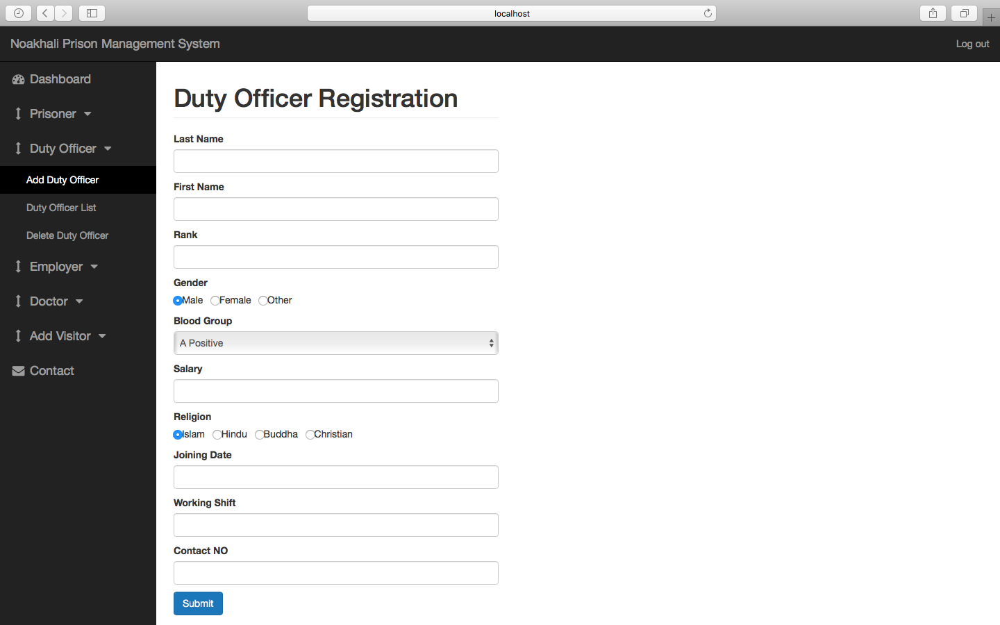 localhost
Noakhali Prison Management System
Log out
Dashboard
Prisoner
Duty Officer
Add Duty Officer
Duty Officer List
Delete Duty Officer
Employer
Doctor
Add Visitor
Contact
Duty Officer Registration
Last Name
First Name
Rank
Gender
Male Female Other
Blood Group
A Positive
Salary
Religion
Islam Hindu Buddha Christian
Joining Date
Working Shift
Contact NO
Submit